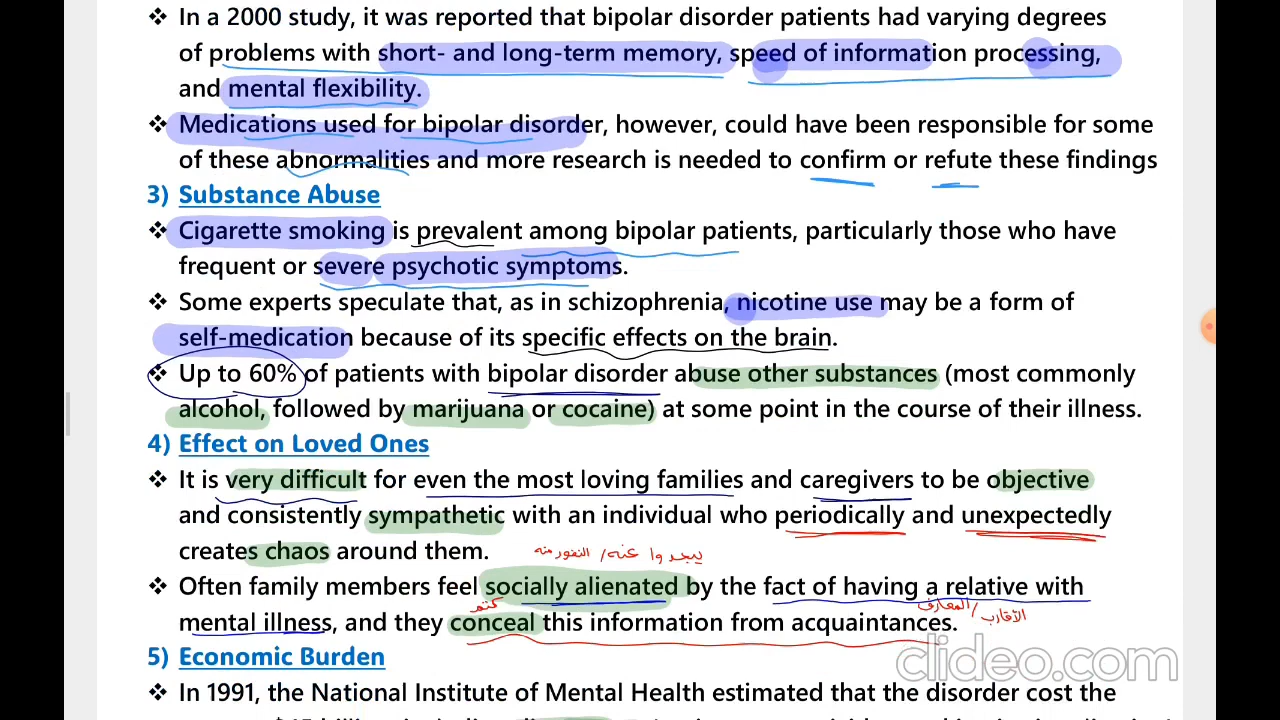 ❖ In a 2000 study, it was reported that bipolar disorder patients had varying degrees
of problems with short- and long-term memory, speed of information processing,
and mental flexibility.
❖ Medications used for bipolar disorder, however, could have been responsible for some
of these abnormalities and more research is needed to confirm or refute these findings
3) Substance Abuse
❖ Cigarette smoking is prevalent among bipolar patients, particularly those who have
frequent or severe psychotic symptoms.
❖ Some experts speculate that, as in schizophrenia, nicotine use may be a form of
self-medication because of its specific effects on the brain.
❖ Up to 60% of patients with bipolar disorder abuse other substances (most commonly
alcohol, followed by marijuana or cocaine) at some point in the course of their illness.
4) Effect on Loved Ones
❖ It is very difficult for even the most loving families and caregivers to be objective
and consistently sympathetic with an individual who periodically and unexpectedly
creates chaos around them.
يبعدوا عنه / النفور منه
❖ Often family members feel socially alienated by the fact of having a relative with
كتم
الأقارب / المعارف
mental illness, and they conceal this information from acquaintances.
clideo.com
5) Economic Burden
❖ In 1991, the National Institute of Mental Health estimated that the disorder cost the